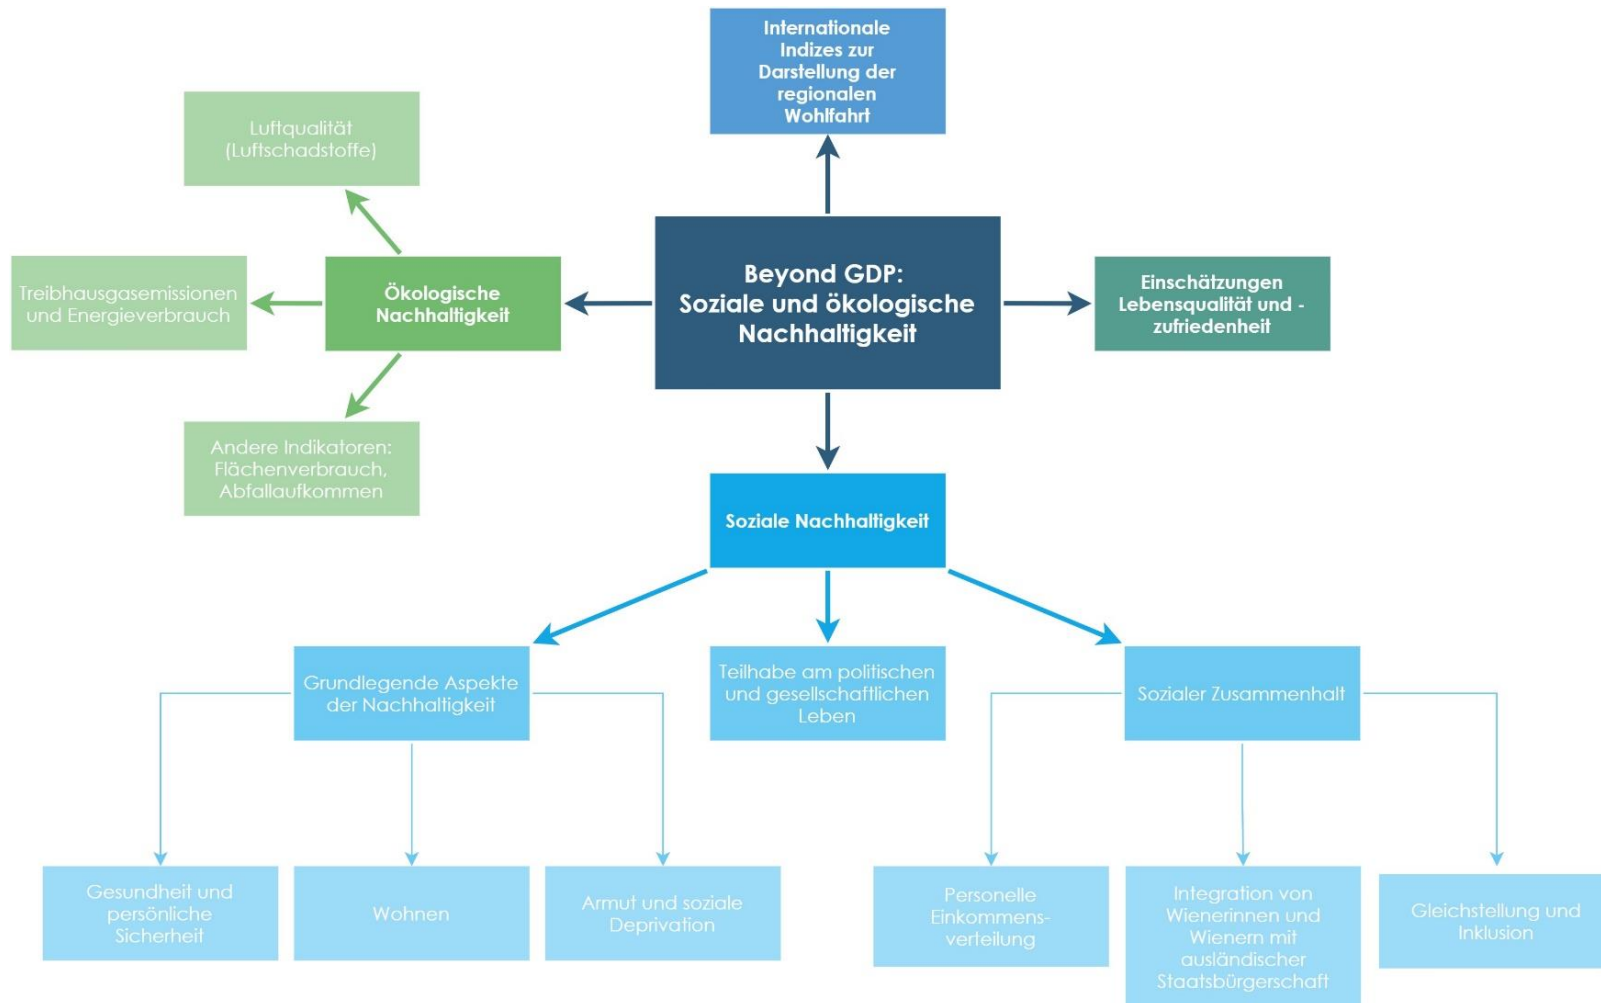 Internationale
Indizes zur
Darstellung der
regionalen
Wohlfahrt
Luftqualität
(Luftschadstoffe)
Treibhausgasemissionen
und Energieverbrauch
Ökologische
Nachhaltigkeit
Beyond GDP:
Soziale und ökologische
Nachhaltigkeit
Einschätzungen
Lebensqualität und -
zufriedenheit
Andere Indikatoren:
Flächenverbrauch,
Abfallaufkommen
Soziale Nachhaltigkeit
Grundlegende Aspekte
der Nachhaltigkeit
Teilhabe am politischen
und gesellschaftlichen
Leben
Sozialer Zusammenhalt
Gesundheit und
persönliche
Sicherheit
Wohnen
Armut und soziale
Deprivation
Personelle
Einkommens-
verteilung
Integration von
Wienerinnen und
Wienern mit
ausländischer
Staatsbürgerschaft
Gleichstellung und
Inklusion